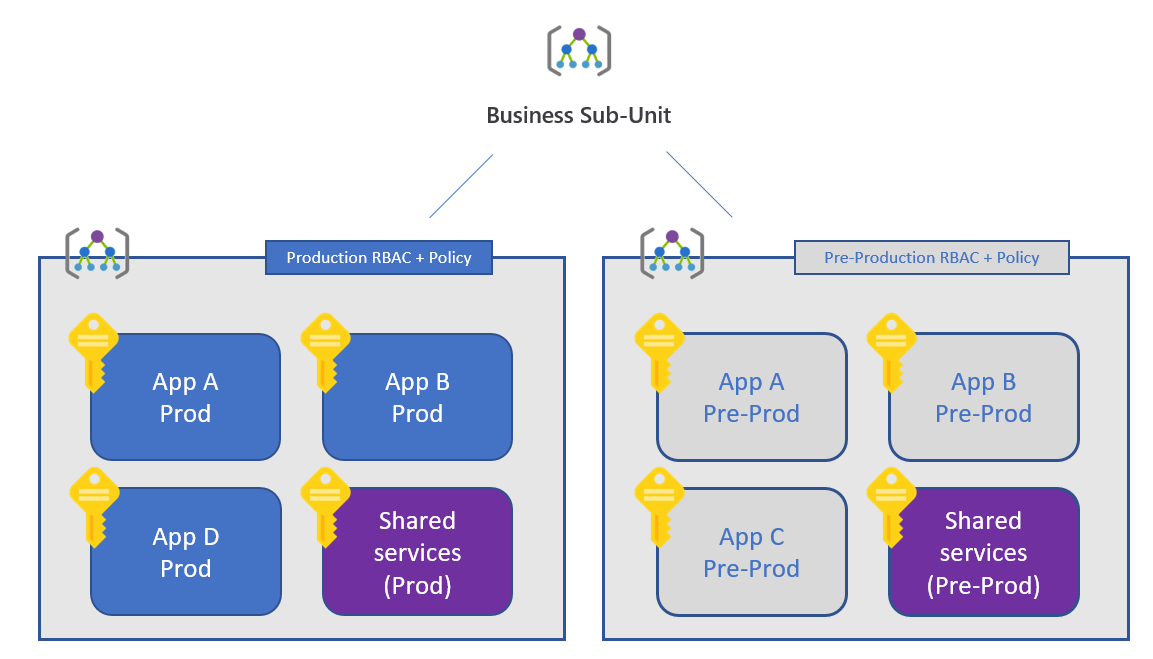 Business Sub-Unit
Production RBAC + Policy
App A
Prod
App B
Prod
App D
Prod
Shared
services
(Prod)
Pre-Production RBAC + Policy
App A
Pre-Prod
App B
Pre-Prod
App C
Pre-Prod
Shared
services
(Pre-Prod)